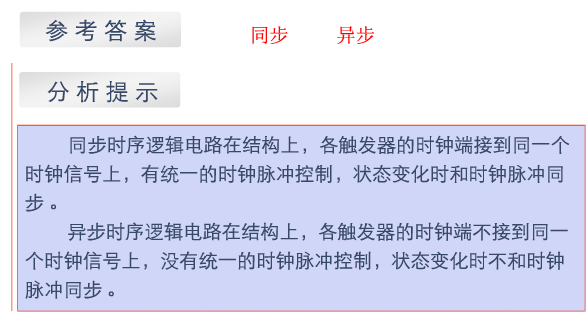 参考答案 同步 异步
分析提示
同步时序逻辑电路在结构上，各触发器的时钟端接到同一个
时钟信号上，有统一的时钟脉冲控制，状态变化时和时钟脉冲同
步。
异步时序逻辑电路在结构上，各触发器的时钟端不接到同一
个时钟信号上，没有统一的时钟脉冲控制，状态变化时不和时钟
脉冲同步。